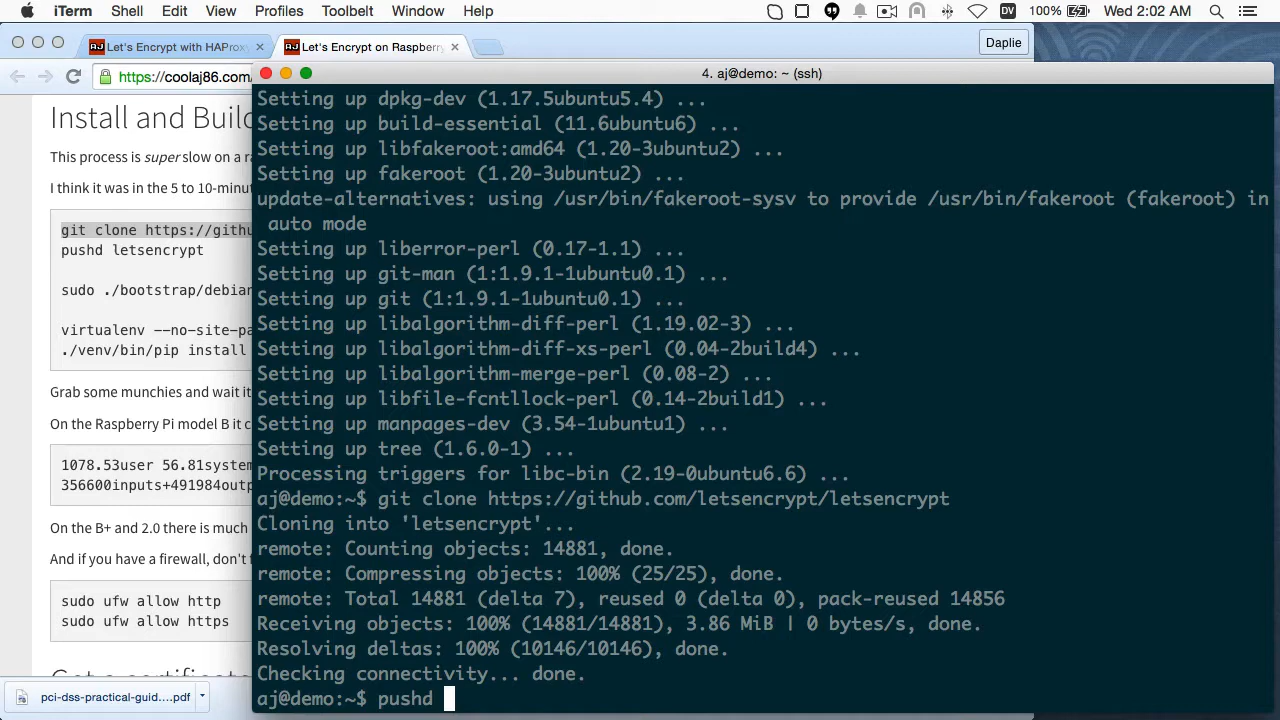 iTerm Shell Edit View Profiles Toolbelt Window Help DV 100% Wed 2:02 AM
AJ Let's Encrypt with HAProxy × AJ Let's Encrypt on Raspberry × Daplie
https://coolaj86.com/
4. aj@demo: ~ (ssh)
Install and Build
This process is super slow on a ra
I think it was in the 5 to 10-minut
git clone https://githu
pushd letsencrypt
sudo ./bootstrap/debian
virtualenv --no-site-pa
./venv/bin/pip install
Grab some munchies and wait it
On the Raspberry Pi model B it c
1078.53user 56.81system
356600inputs+491984outp
On the B+ and 2.0 there is much
And if you have a firewall, don't f
sudo ufw allow http
sudo ufw allow https
Get a certificate
pci-dss-practical-guid....pdf
Setting up dpkg-dev (1.17.5ubuntu5.4) ...
Setting up build-essential (11.6ubuntu6) ...
Setting up libfakeroot:amd64 (1.20-3ubuntu2) ...
Setting up fakeroot (1.20-3ubuntu2) ...
update-alternatives: using /usr/bin/fakeroot-sysv to provide /usr/bin/fakeroot (fakeroot) in
auto mode
Setting up liberror-perl (0.17-1.1) ...
Setting up git-man (1:1.9.1-1ubuntu0.1) ...
Setting up git (1:1.9.1-1ubuntu0.1) ...
Setting up libalgorithm-diff-perl (1.19.02-3) ...
Setting up libalgorithm-diff-xs-perl (0.04-2build4) ...
Setting up libalgorithm-merge-perl (0.08-2) ...
Setting up libfile-fcntllock-perl (0.14-2build1) ...
Setting up manpages-dev (3.54-1ubuntu1) ...
Setting up tree (1.6.0-1) ...
Processing triggers for libc-bin (2.19-0ubuntu6.6) ...
aj@demo:~$ git clone https://github.com/letsencrypt/letsencrypt
Cloning into 'letsencrypt'...
remote: Counting objects: 14881, done.
remote: Compressing objects: 100% (25/25), done.
remote: Total 14881 (delta 7), reused 0 (delta 0), pack-reused 14856
Receiving objects: 100% (14881/14881), 3.86 MiB | 0 bytes/s, done.
Resolving deltas: 100% (10146/10146), done.
Checking connectivity... done.
aj@demo:~$ pushd